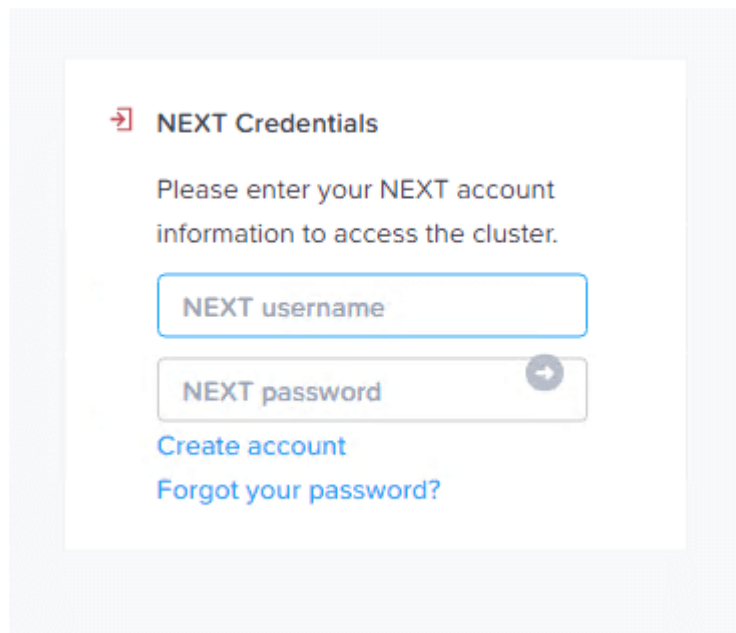 NEXT Credentials
Please enter your NEXT account
information to access the cluster.
NEXT username
NEXT password
Create account
Forgot your password?